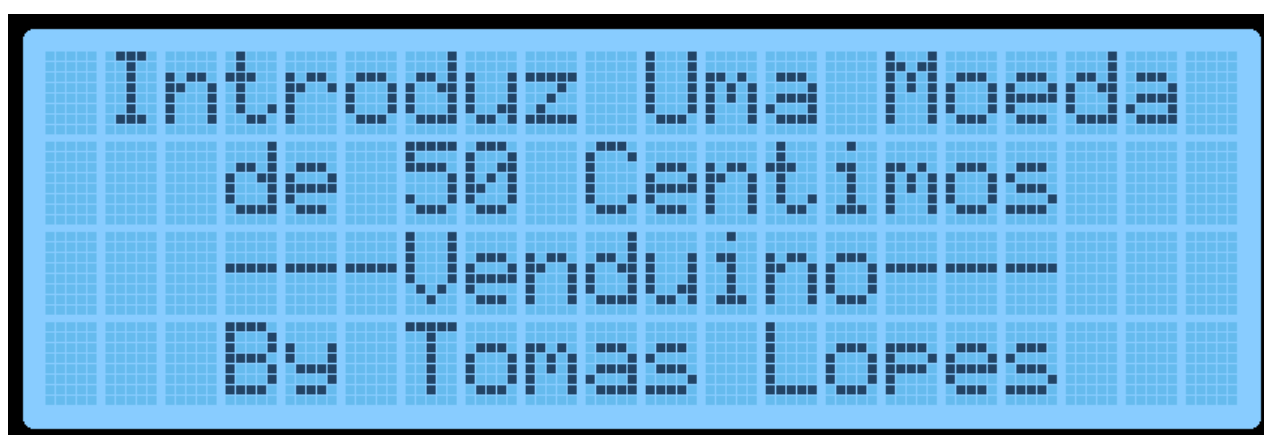 Introduz Uma Moeda
de 50 Centimos
---Venduino---
By Tomas Lopes